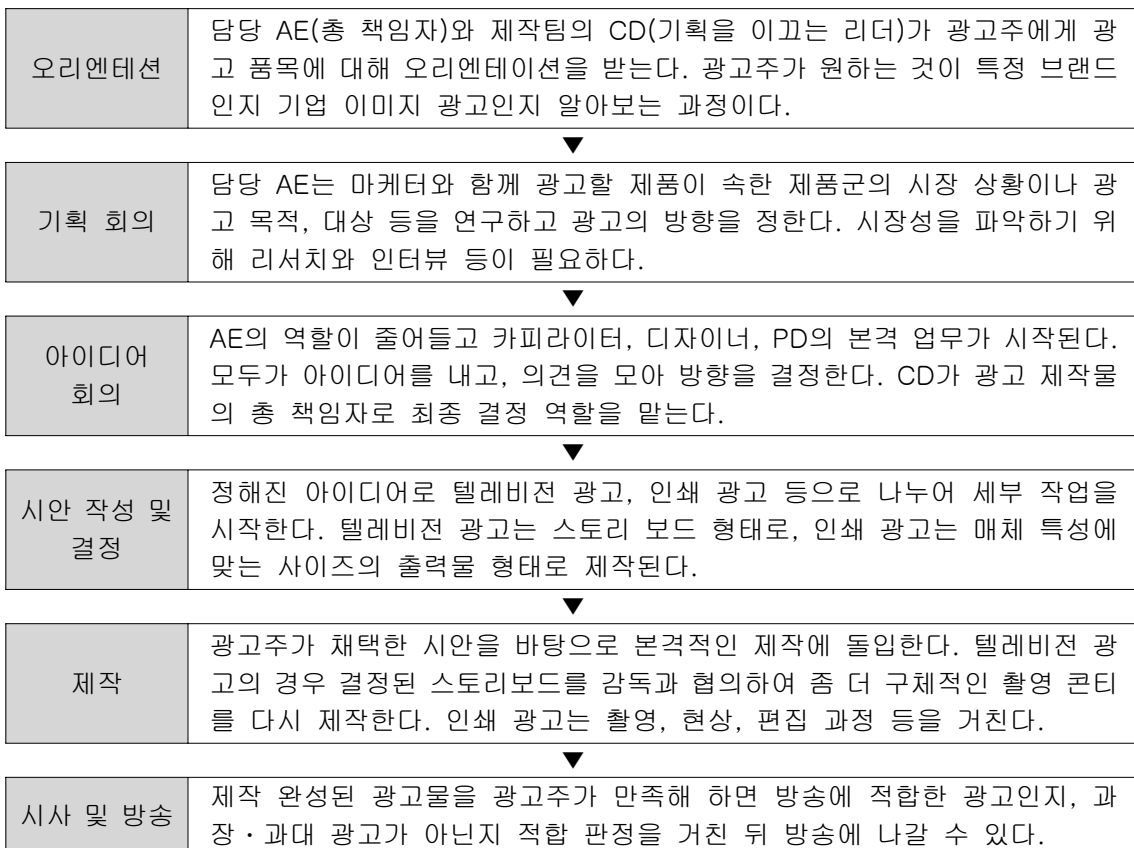 담당 AE(총 책임자)와 제작팀의 CD(기획을 이끄는 리더)가 광고주에게 광
오리엔테션
고 품목에 대해 오리엔테이션을 받는다. 광고주가 원하는 것이 특정 브랜드
인지 기업 이미지 광고인지 알아보는 과정이다.
▼
담당 AE는 마케터와 함께 광고할 제품이 속한 제품군의 시장 상황이나 광
기획 회의
고 목적, 대상 등을 연구하고 광고의 방향을 정한다. 시장성을 파악하기 위
해 리서치와 인터뷰 등이 필요하다.
▼
아이디어
회의
AE의 역할이 줄어들고 카피라이터, 디자이너, PD의 본격 업무가 시작된다.
모두가 아이디어를 내고, 의견을 모아 방향을 결정한다. CD가 광고 제작물
의 총 책임자로 최종 결정 역할을 맡는다.
▼
시안 작성 및
결정
정해진 아이디어로 텔레비전 광고, 인쇄 광고 등으로 나누어 세부 작업을
시작한다. 텔레비전 광고는 스토리 보드 형태로, 인쇄 광고는 매체 특성에
맞는 사이즈의 출력물 형태로 제작된다.
▼
제작
광고주가 채택한 시안을 바탕으로 본격적인 제작에 돌입한다. 텔레비전 광
고의 경우 결정된 스토리보드를 감독과 협의하여 좀 더 구체적인 촬영 콘티
를 다시 제작한다. 인쇄 광고는 촬영, 현상, 편집 과정 등을 거친다.
▼
시사 및 방송
제작 완성된 광고물을 광고주가 만족해 하면 방송에 적합한 광고인지, 과
장·과대 광고가 아닌지 적합 판정을 거친 뒤 방송에 나갈 수 있다.